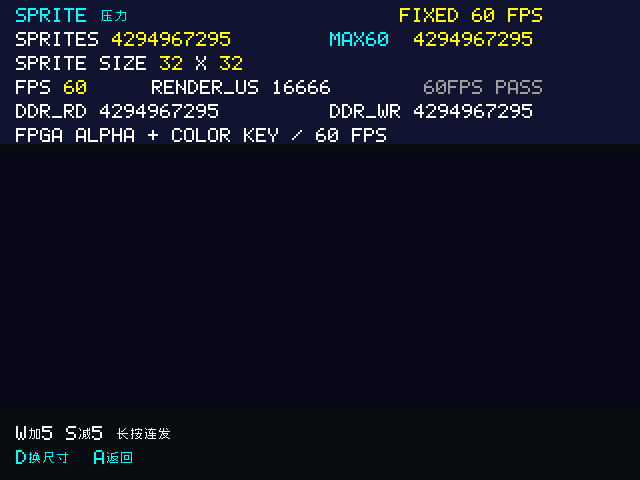 SPRITE 压力 FIXED 60 FPS
SPRITES 4294967295 MAX60 4294967295
SPRITE SIZE 32 X 32
FPS 60 RENDER_US 16666 60FPS PASS
DDR_RD 4294967295 DDR_WR 4294967295
FPGA ALPHA + COLOR KEY / 60 FPS
W加5 S减5 长按连发
D换尺寸 A返回